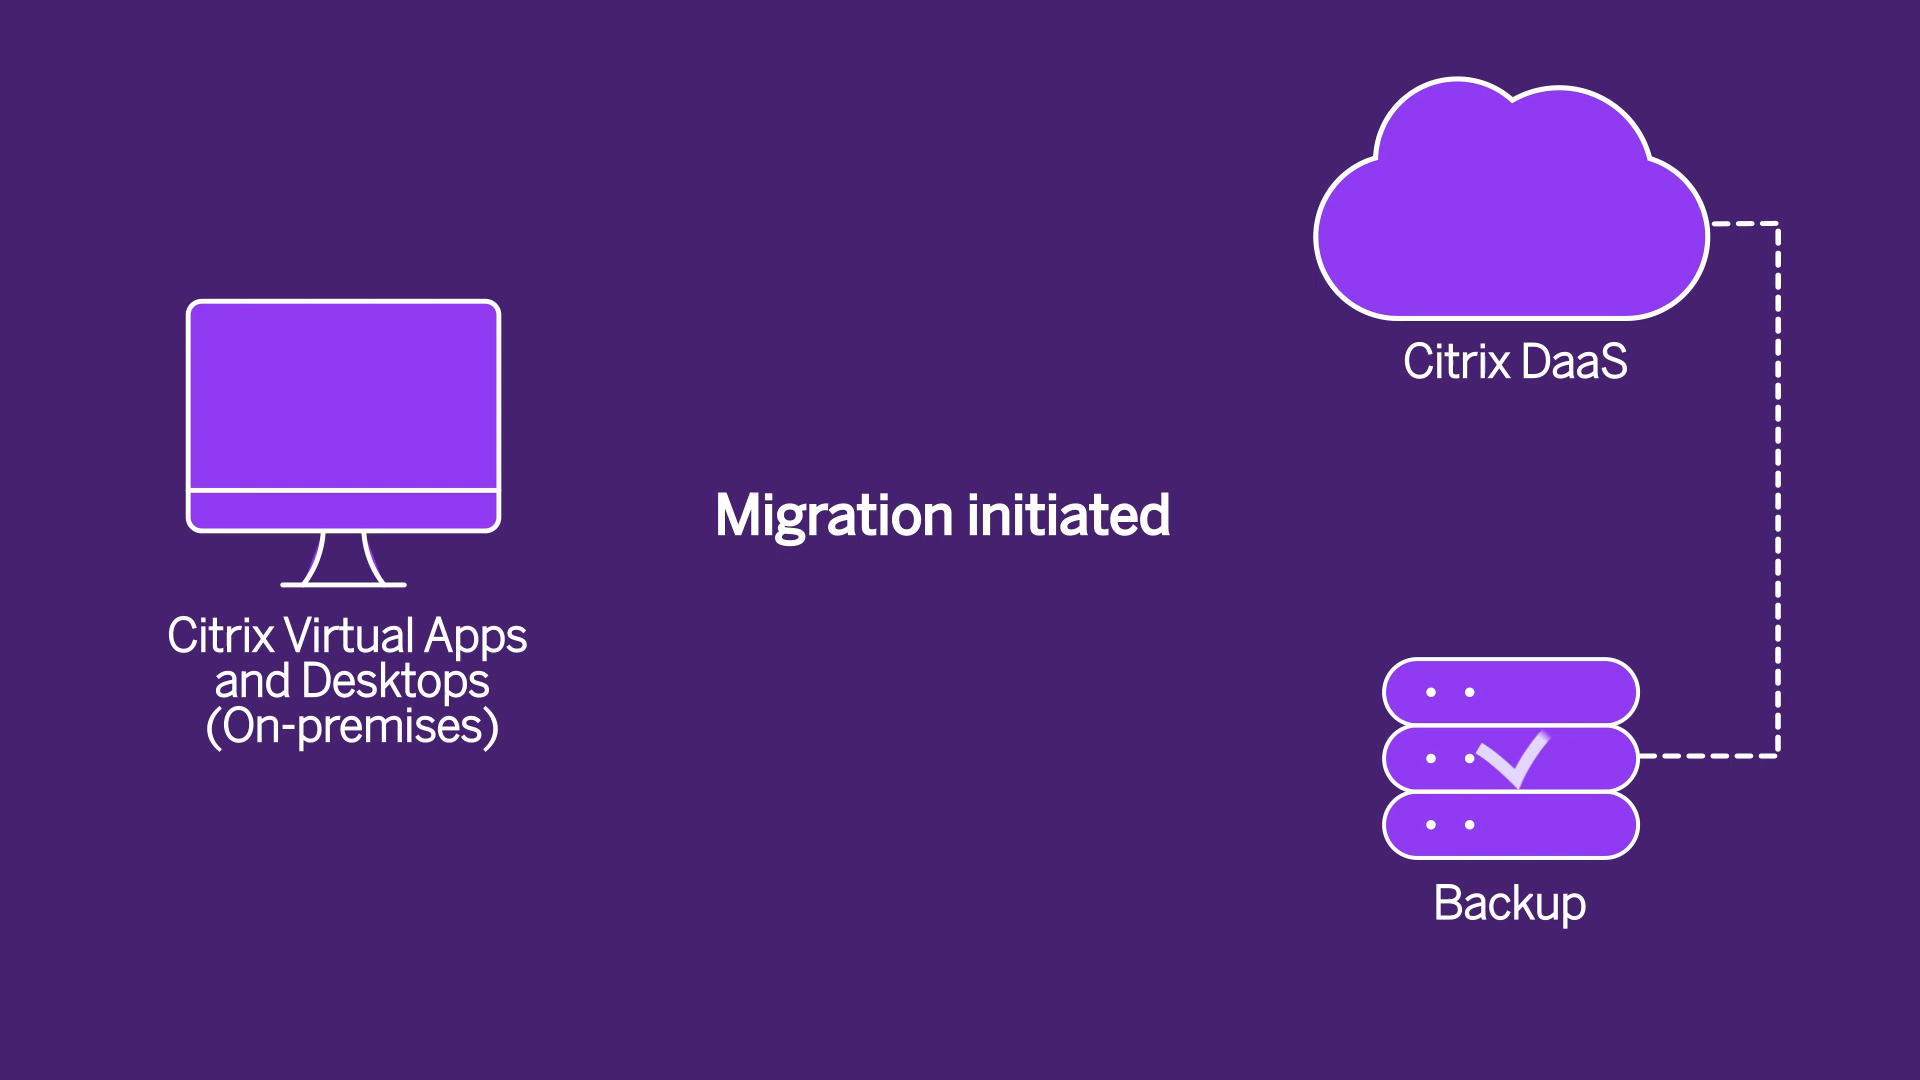 Citrix DaaS
Migration initiated
Citrix Virtual Apps
and Desktops
(On-premises)
Backup